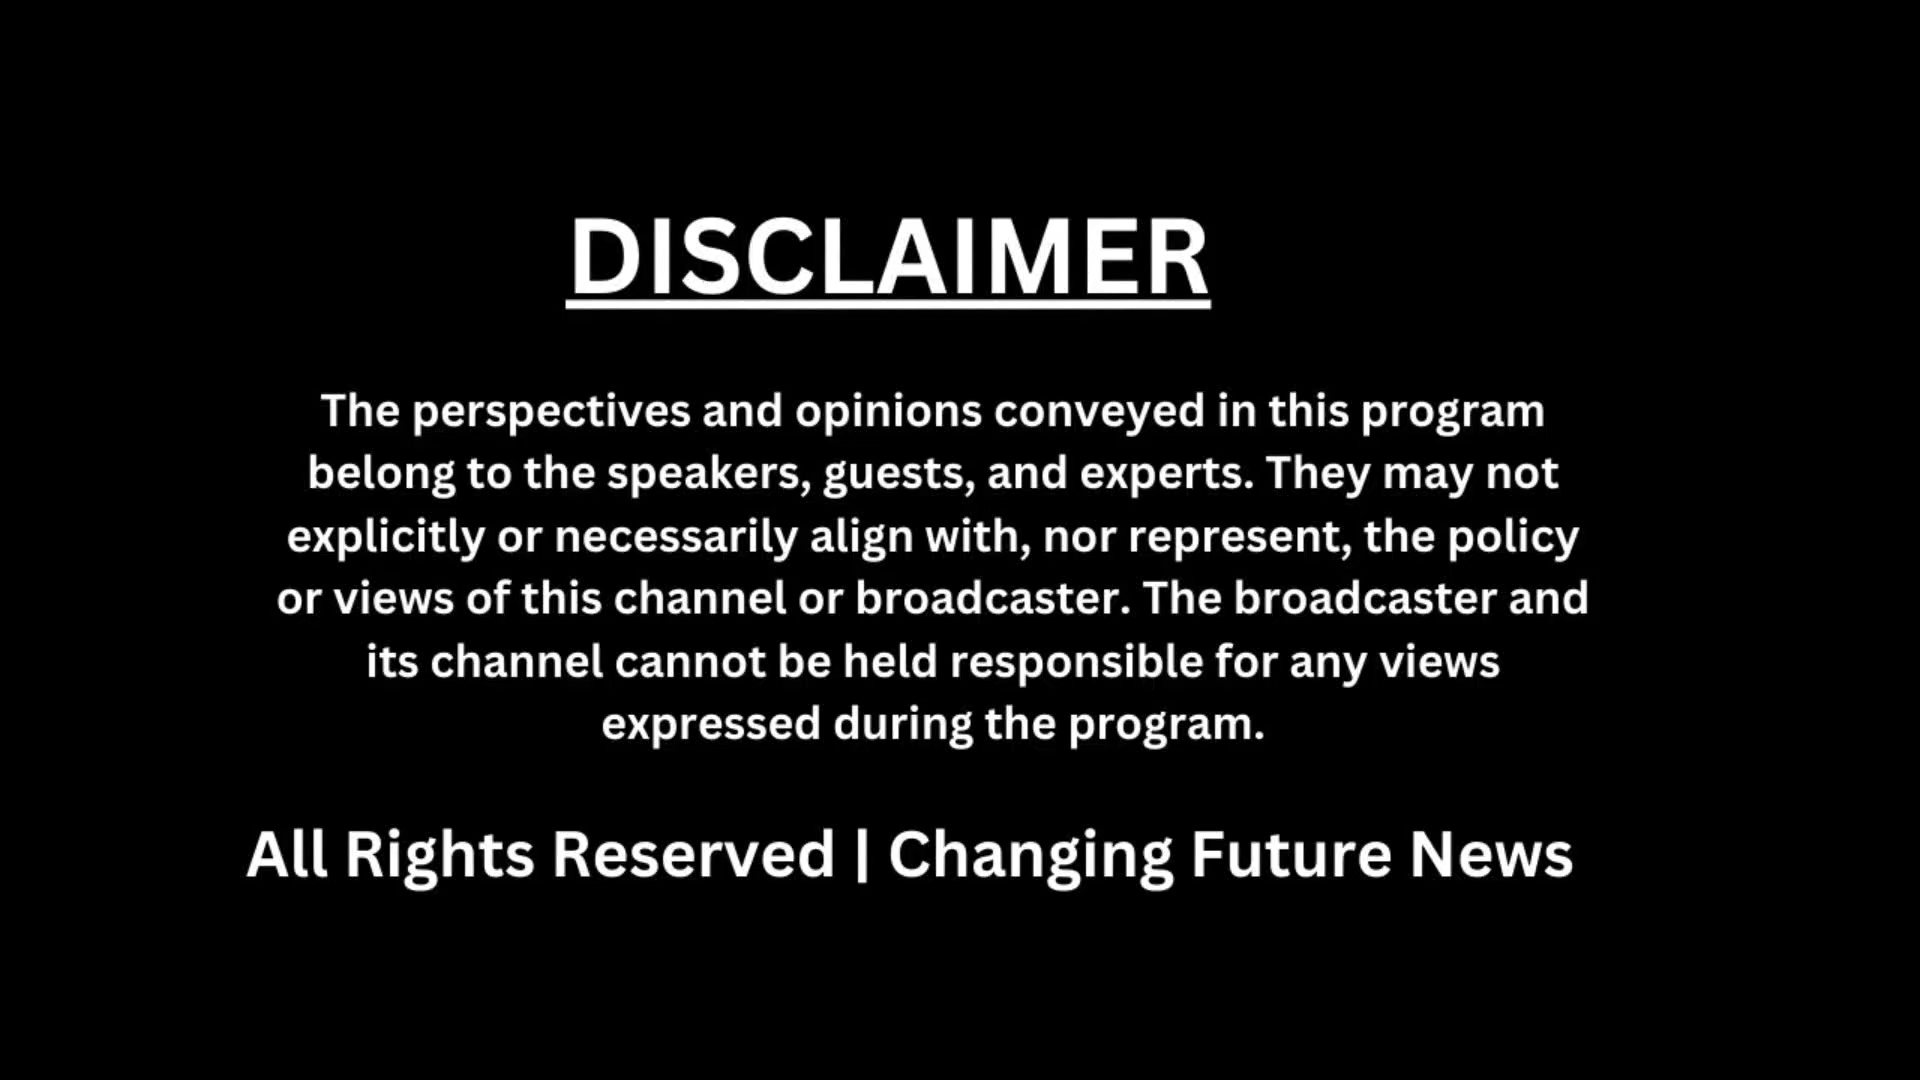 DISCLAIMER
The perspectives and opinions conveyed in this program
belong to the speakers, guests, and experts. They may not
explicitly or necessarily align with, nor represent, the policy
or views of this channel or broadcaster. The broadcaster and
its channel cannot be held responsible for any views
expressed during the program.
All Rights Reserved | Changing Future News